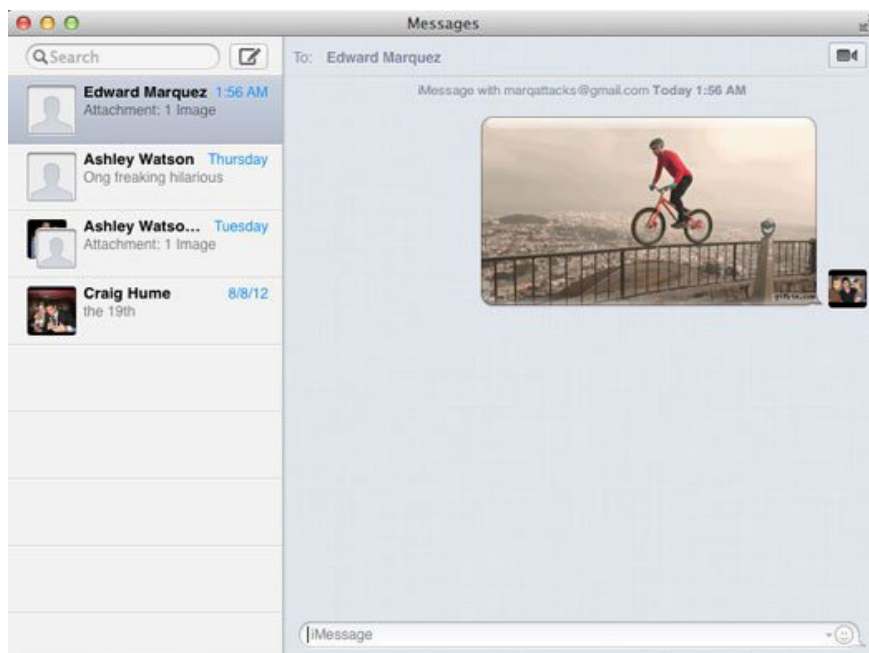 Messages
Search
Edward Marquez 1:56 AM
Attachment: 1 Image
Ashley Watson Thursday
Ong freaking hilarious
Ashley Watso... Tuesday
Attachment: 1 Image
Craig Hume 8/8/12
the 19th
To: Edward Marquez
iMessage with marqattacks@gmail.com Today 1:56 AM
iMessage